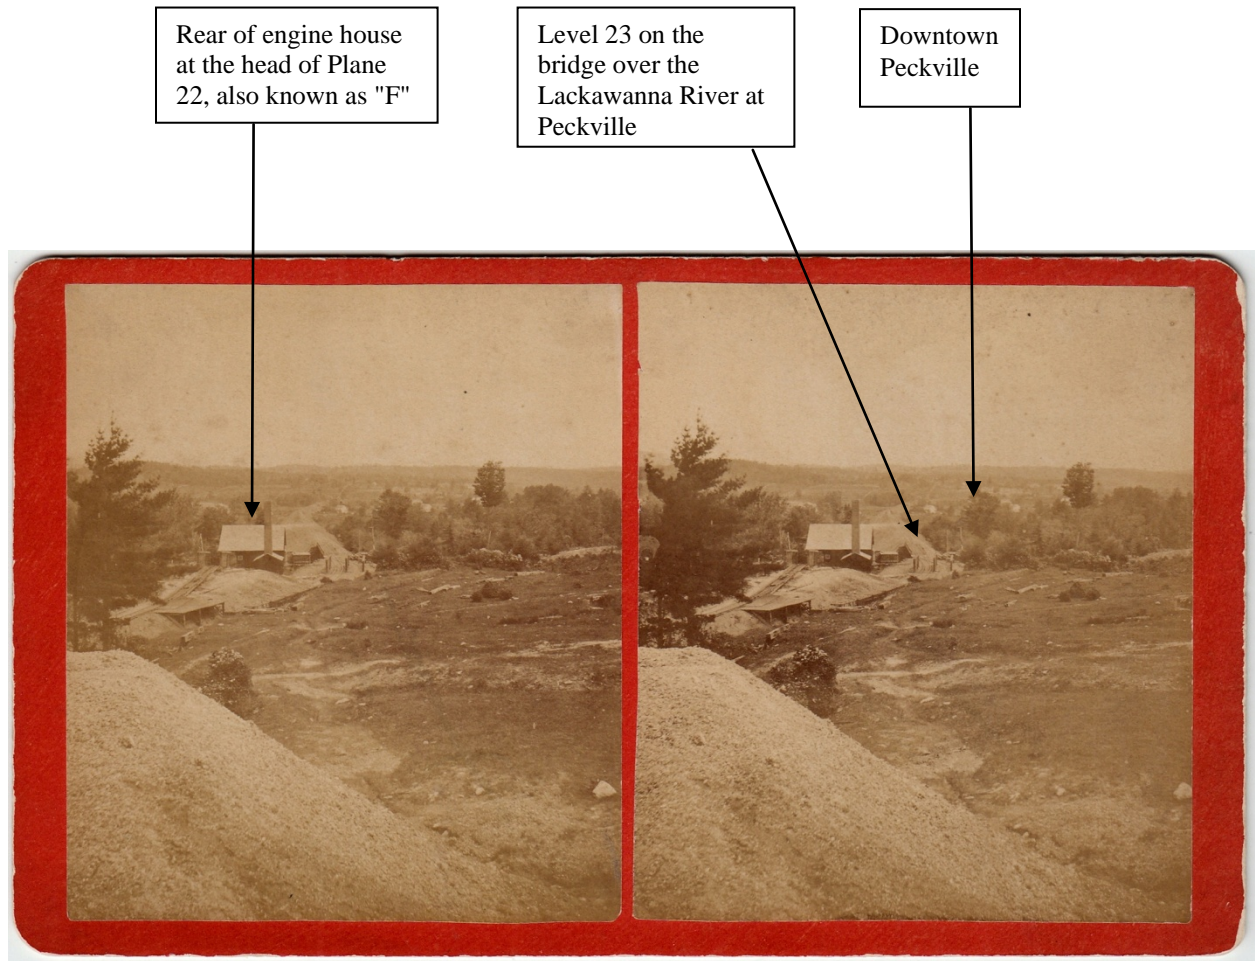 Rear of engine house
at the head of Plane
22, also known as "F"
Level 23 on the
bridge over the
Lackawanna River at
Peckville
Downtown
Peckville